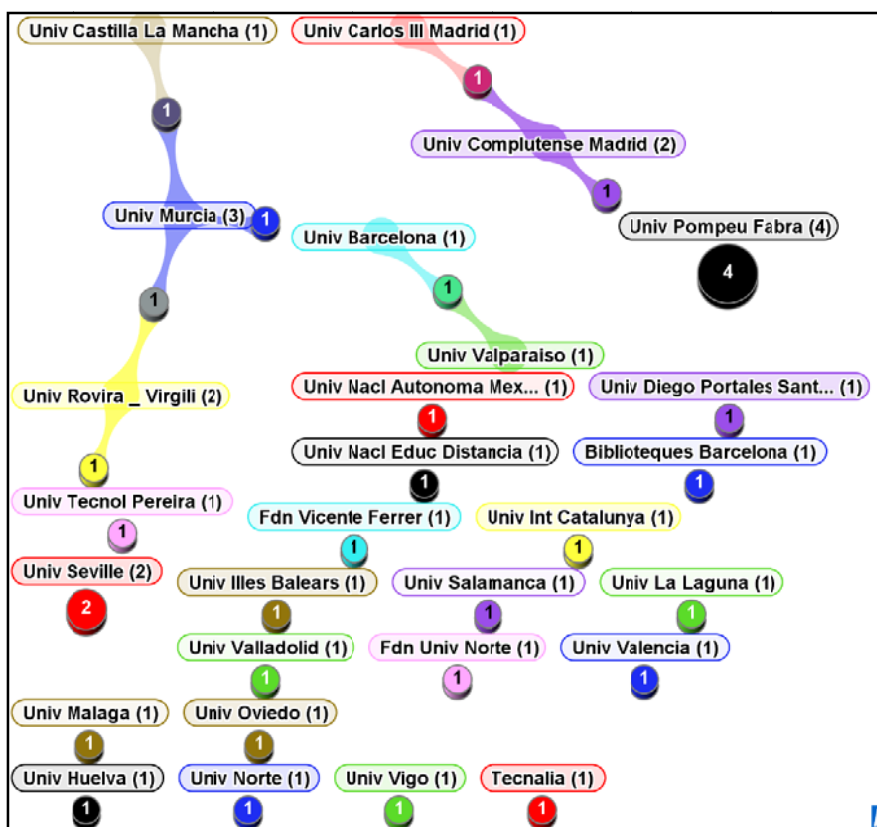 Univ Castilla La Mancha (1)
Univ Carlos III Madrid (1)
1
1
Univ Complutense Madrid (2)
1
Univ Murcia (3)
1
Univ Barcelona (1)
Univ Pompeu Fabra (4)
4
1
1
Univ Valparaiso (1)
Univ Rovira _ Virgili (2)
Univ Nacl Autonoma Mex... (1)
Univ Diego Portales Sant... (1)
1
1
Univ Nacl Educ Distancia (1)
Biblioteques Barcelona (1)
1
1
1
Univ Tecnol Pereira (1)
Fdn Vicente Ferrer (1)
Univ Int Catalunya (1)
1
1
1
Univ Seville (2)
Univ Illes Balears (1)
Univ Salamanca (1)
Univ La Laguna (1)
2
1
1
1
Univ Valladolid (1)
Fdn Univ Norte (1)
Univ Valencia (1)
1
1
1
Univ Malaga (1)
Univ Oviedo (1)
1
1
Univ Huelva (1)
Univ Norte (1)
Univ Vigo (1)
Tecnalia (1)
1
1
1
1